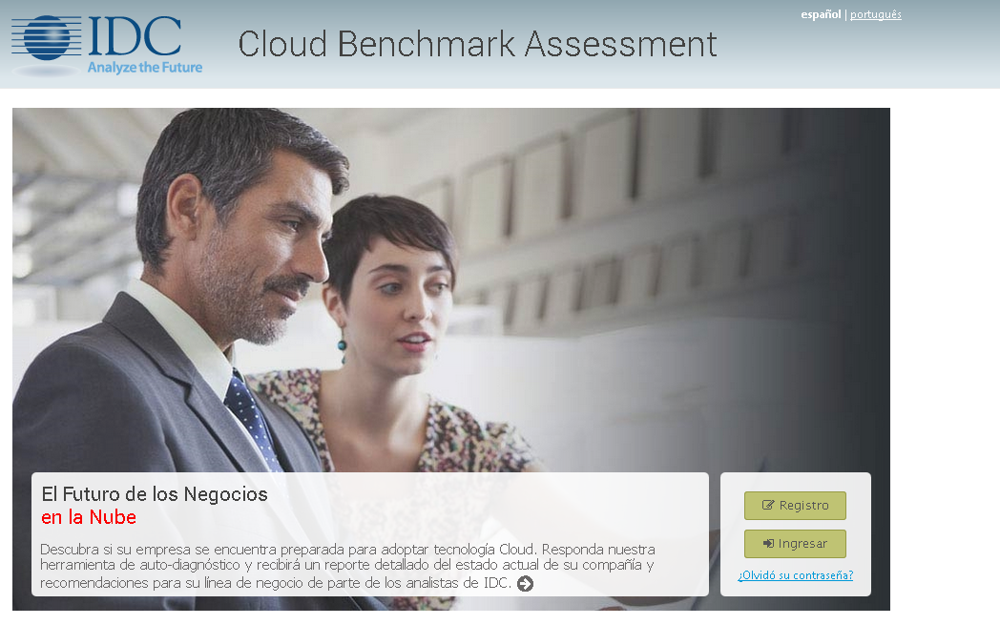 IDC
Analyze the Future
Cloud Benchmark Assessment
español | português
El Futuro de los Negocios
en la Nube
Descubra si su empresa se encuentra preparada para adoptar tecnología Cloud. Responda nuestra
herramienta de auto-diagnóstico y recibirá un reporte detallado del estado actual de su compañía y
recomendaciones para su línea de negocio de parte de los analistas de IDC.
Registro
Ingresar
¿Olvidó su contraseña?